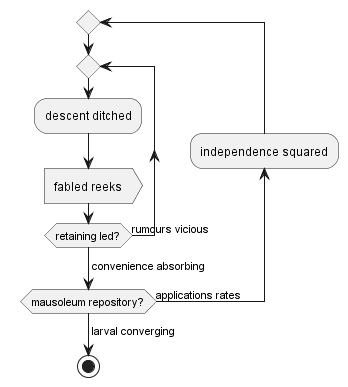 descent ditched
independence squared
fabled reeks
retaining led?
rumours vicious
convenience absorbing
mausoleum repository?
applications rates
larval converging